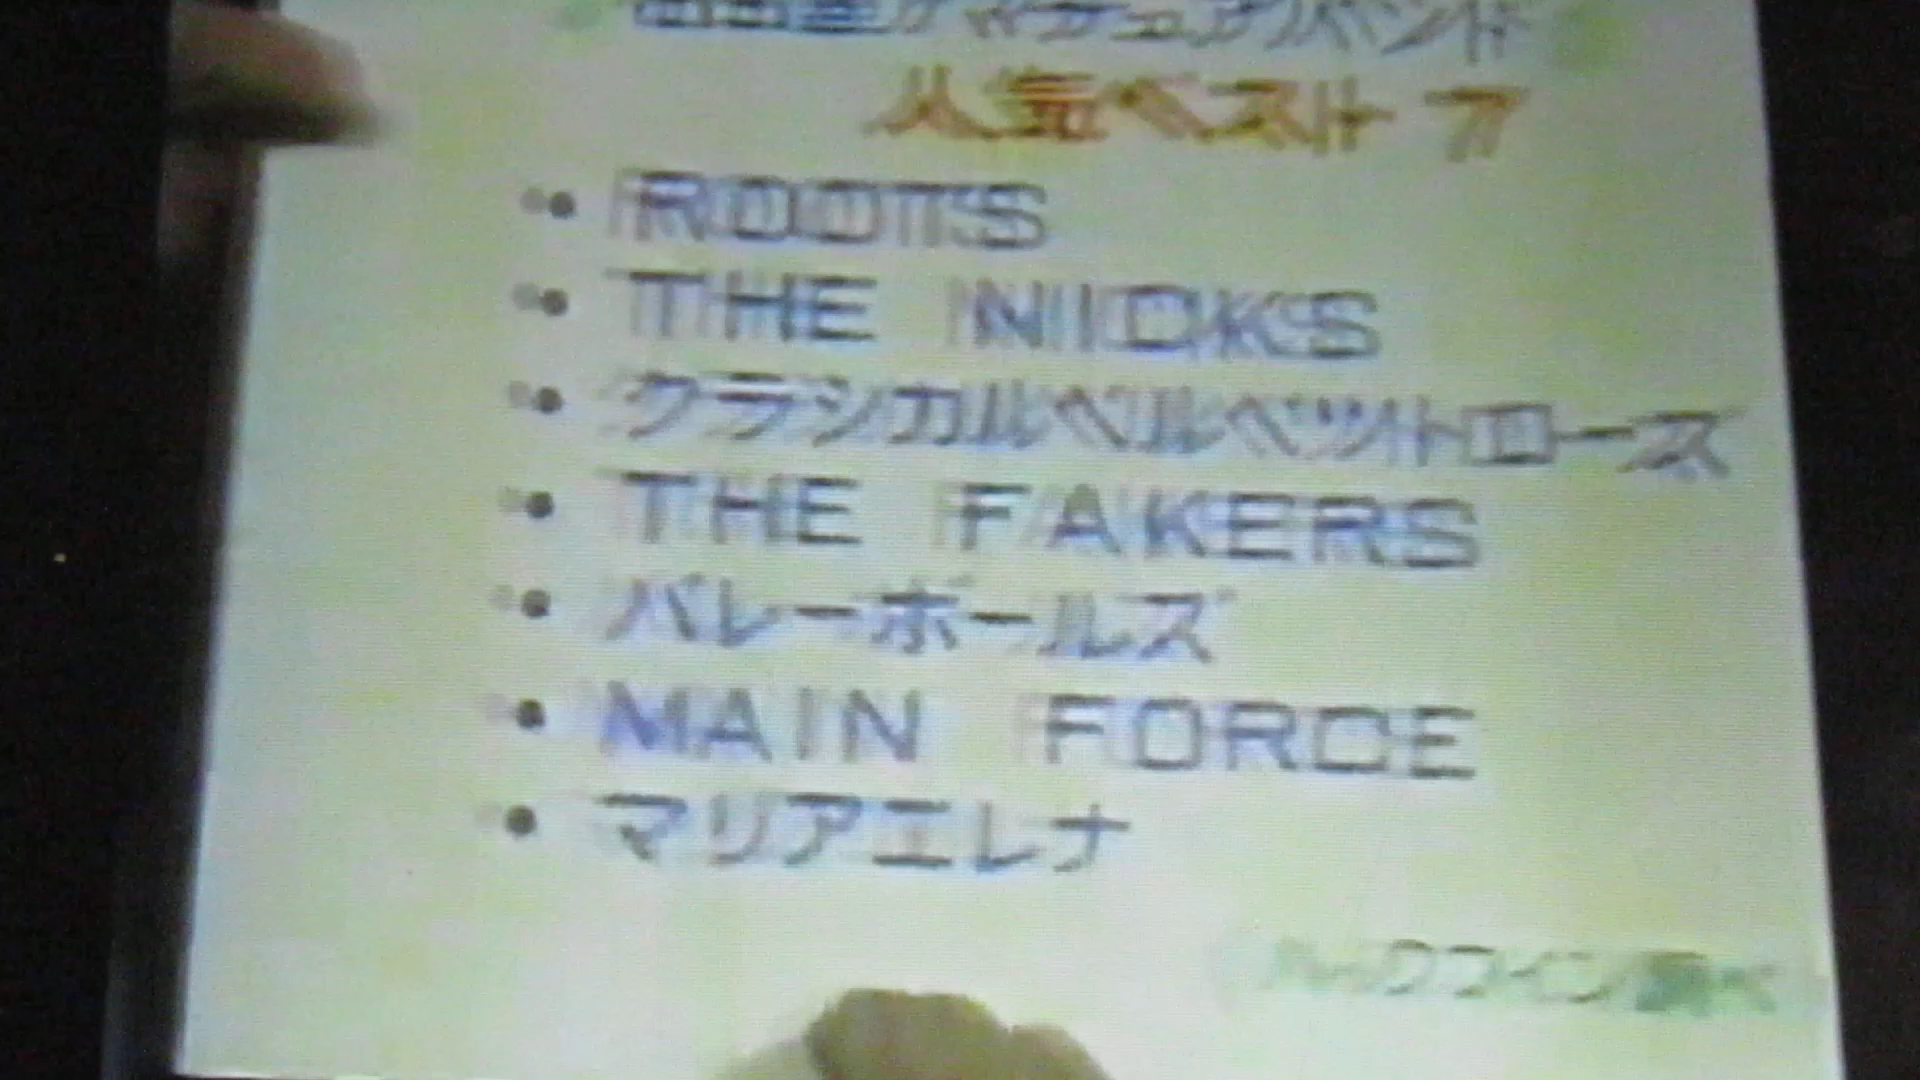 人気ベスト7
• ROOTS
• THE NICKS
• クラシカルベルベットローズ
• THE FAKERS
• バレーボールズ
• MAIN FORCE
• マリアエレナ